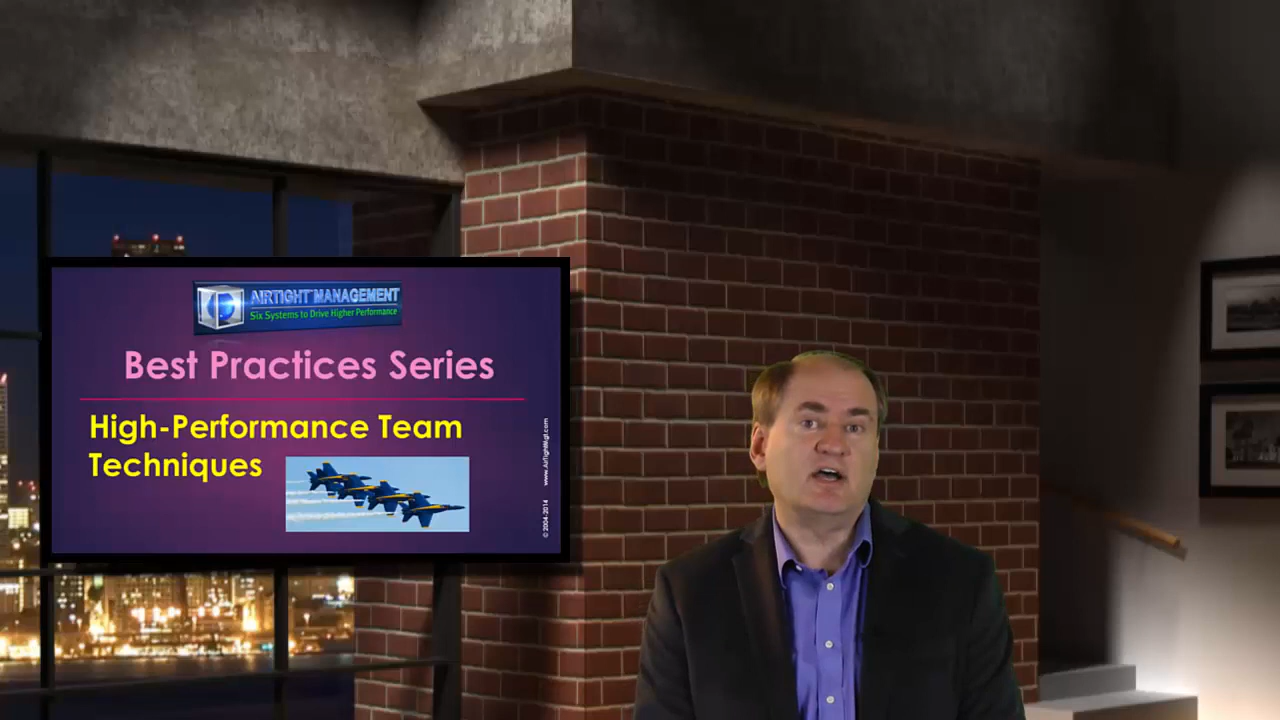 AIRTIGHT MANAGEMENT
Six Systems to Drive Higher Performance
Best Practices Series
High-Performance Team
Techniques
© 2004-2014 www.AirTightMgt.com